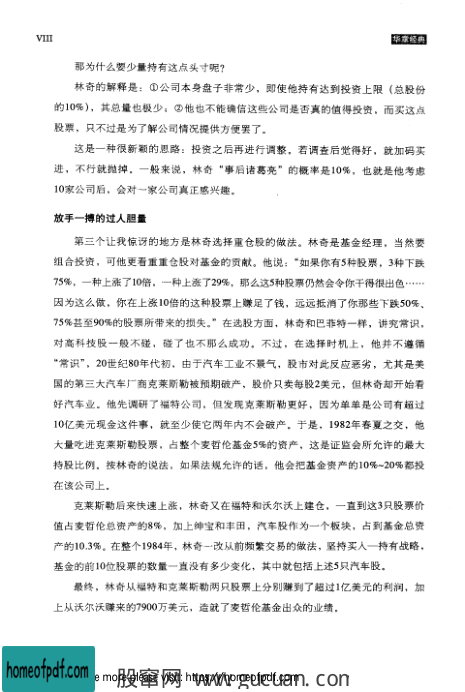 VIII
华章经典
那为什么要少量持有这点头寸呢?
林奇的解释是:①公司本身盘子非常少,即使他持有达到投资上限(总股份
的10%),其总量也极少;②他也不能确信这些公司是否真的值得投资,而买这点
股票,只不过是为了解公司情况提供方便罢了。
这是一种很新颖的思路:投资之后再进行调整。若调查后觉得好,就加码买
进,不行就抛掉。一般来说,林奇“事后诸葛亮”的概率是10%,也就是他考虑
10家公司后,会对一家公司真正感兴趣。
放手一搏的过人胆量
第三个让我惊讶的地方是林奇选择重仓股的做法。林奇是基金经理,当然要
组合投资,可他更看重重仓股对基金的贡献。他说:“如果你有5种股票,3种下跌
75%,一种上涨了10倍,一种上涨了29%,那么这5种股票仍然会令你干得很出色……
因为这么做,你在上涨10倍的这种股票上赚足了钱,远远抵消了你那些下跌50%、
75%甚至90%的股票所带来的损失。”在选股方面,林奇和巴菲特一样,讲究常识,
对高科技股一般不碰,碰了也不那么成功。不过,在选择时机上,他并不遵循
“常识”,20世纪80年代初,由于汽车工业不景气,股市对此反应恶劣,尤其是美
国的第三大汽车厂商克莱斯勒被预期破产,股价只卖每股2美元,但林奇却开始看
好汽车业。他先调研了福特公司,但发现克莱斯勒更好,因为单单是公司有超过
10亿美元现金这件事,就至少使它两年内不会破产。于是,1982年春夏之交,他
大量吃进克莱斯勒股票,占整个麦哲伦基金5%的资产,这是证监会所允许的最大
持股比例。按林奇的说法,如果法规允许的话,他会把基金资产的10%~20%都投
在该公司上。
克莱斯勒后来快速上涨,林奇又在福特和沃尔沃上建仓,一直到这3只股票价
值占麦哲伦总资产的8%,加上绅宝和丰田,汽车股作为一个板块,占到基金总资
产的10.3%。在整个1984年,林奇一改从前频繁交易的做法,坚持买入—持有战略,
基金的前10位股票的数量一直没有多少变化,其中就包括上述5只汽车股。
最终,林奇从福特和克莱斯勒两只股票上分别赚到了超过1亿美元的利润,加
上从沃尔沃赚来的7900万美元,造就了麦哲伦基金出众的业绩。
homeofpdf.com
more please visit: https://homeofpdf.com
股窜网 www.gucuan.com